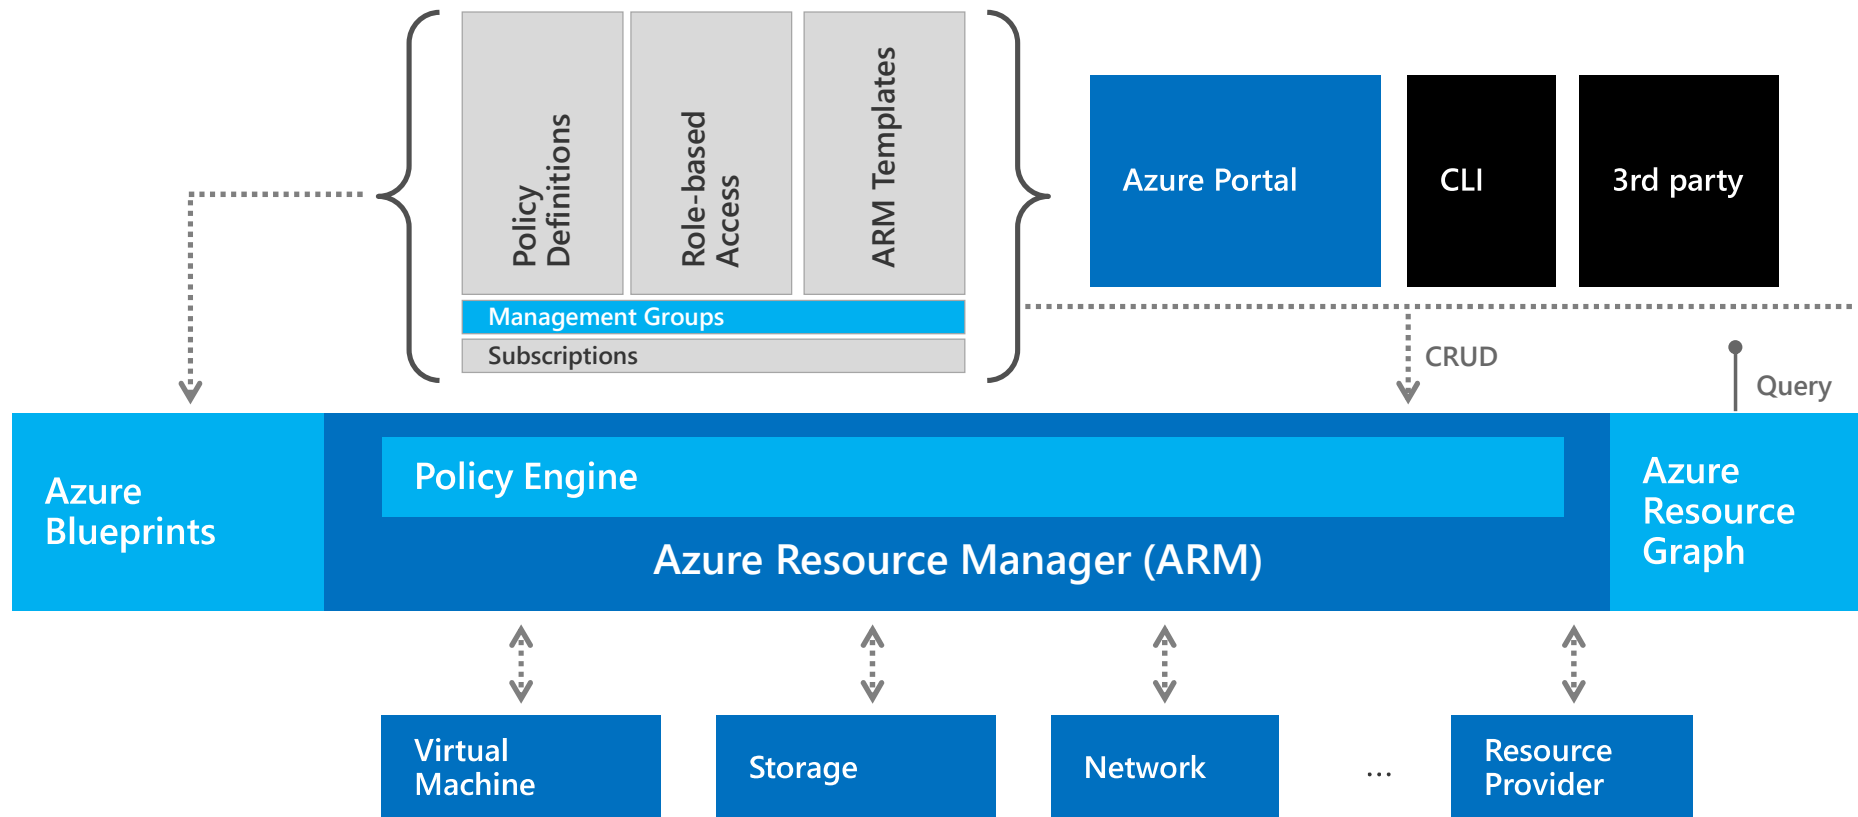 Policy
Definitions
Role-based
Access
ARM Templates
Management Groups
Subscriptions
Azure Portal
CLI
3rd party
CRUD
Query
Azure
Blueprints
Policy Engine
Azure Resource Manager (ARM)
Azure
Resource
Graph
Virtual
Machine
Storage
Network
...
Resource
Provider